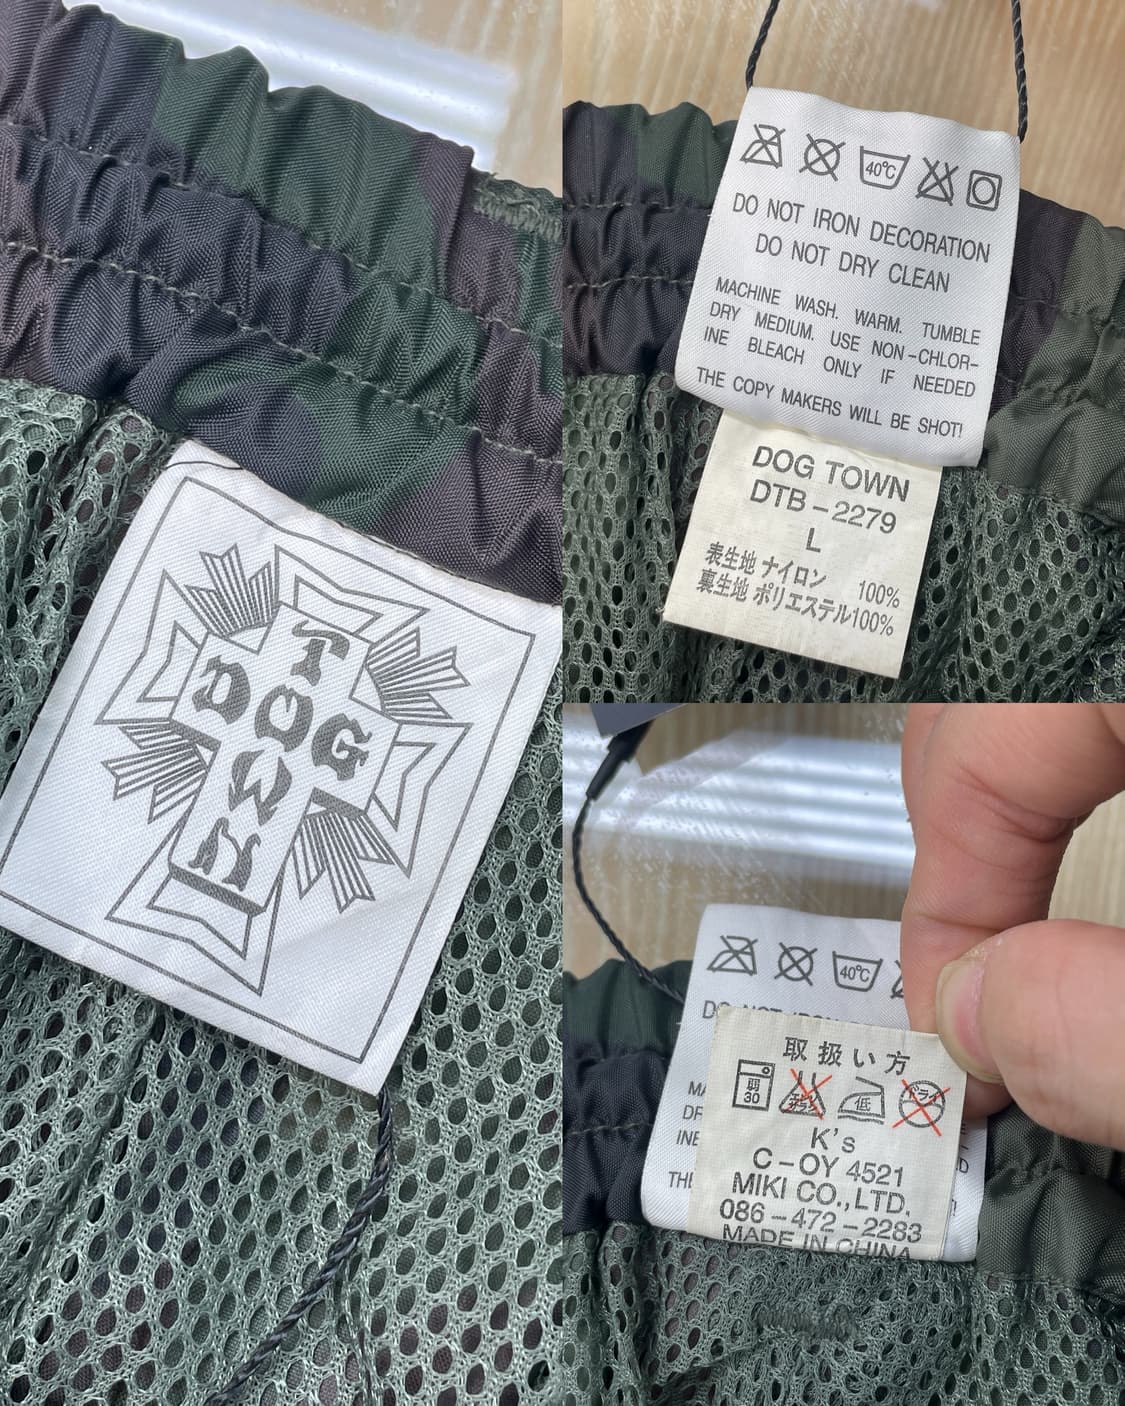 DOG
TOWN
40℃
DO NOT IRON DECORATION
DO NOT DRY CLEAN
MACHINE WASH. WARM. TUMBLE
DRY MEDIUM. USE NON-CHLOR-
INE BLEACH ONLY IF NEEDED
THE COPY MAKERS WILL BE SHOT!
DOG TOWN
DTB-2279
L
表生地 ナイロン 100%
裏生地 ポリエステル100%
40℃
取扱い方
弱 30 低 ドライ
K's
C-OY 4521
MIKI CO.,LTD.
086-472-2283
MADE IN CHINA